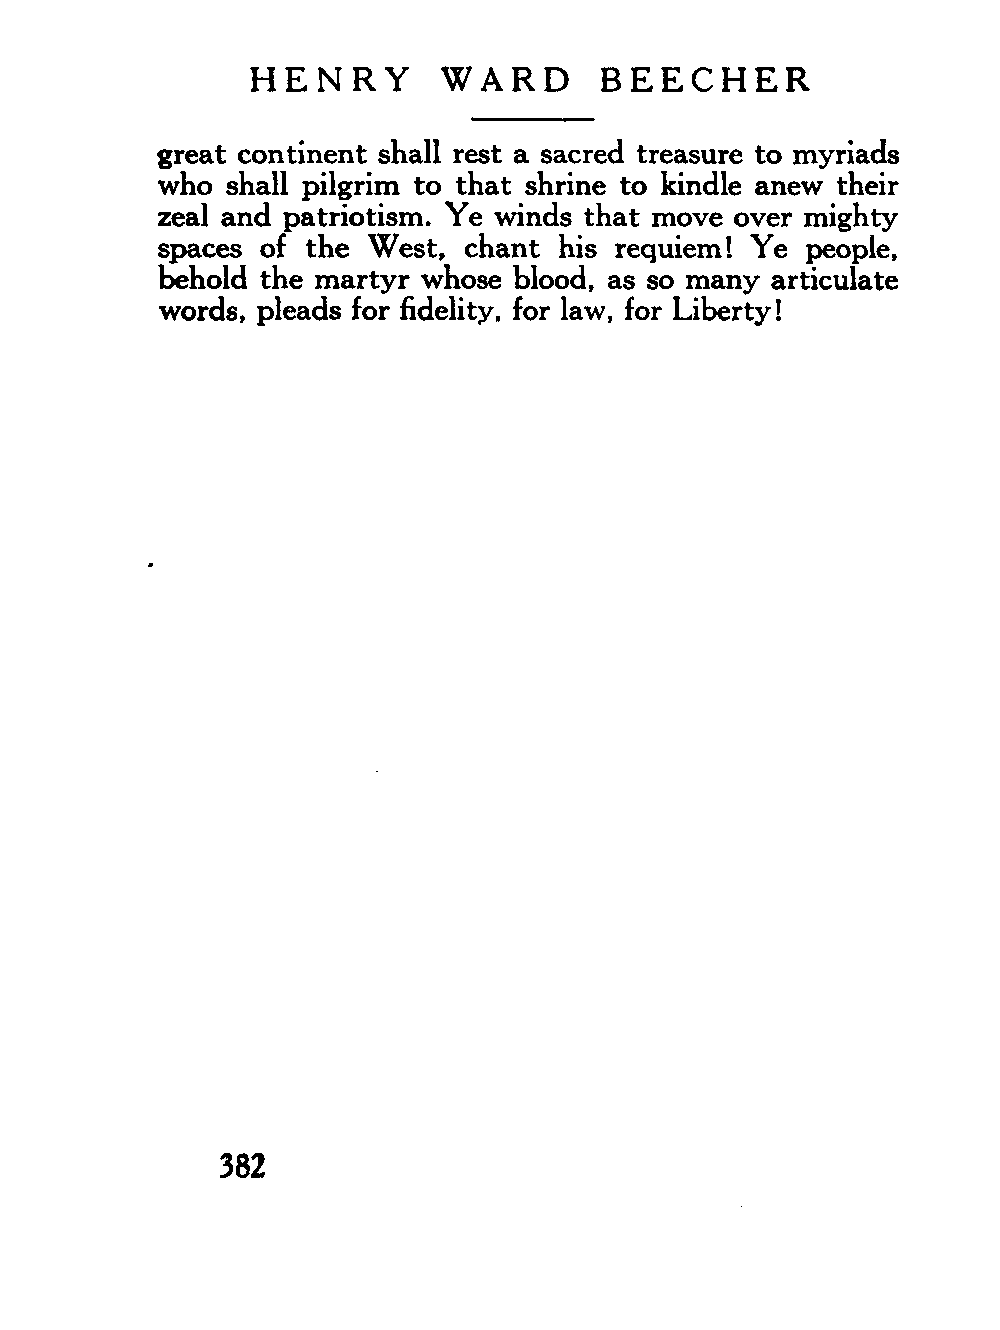 HENRY WARD BEECHER
great continent shall rest a sacred treasure to myriads
who shall pilgrim to that shrine to kindle anew their
zeal and patriotism. Ye winds that move over mighty
spaces of the West, chant his requiem! Ye people,
behold the martyr whose blood, as so many articulate
words, pleads for fidelity, for law, for Liberty!
382